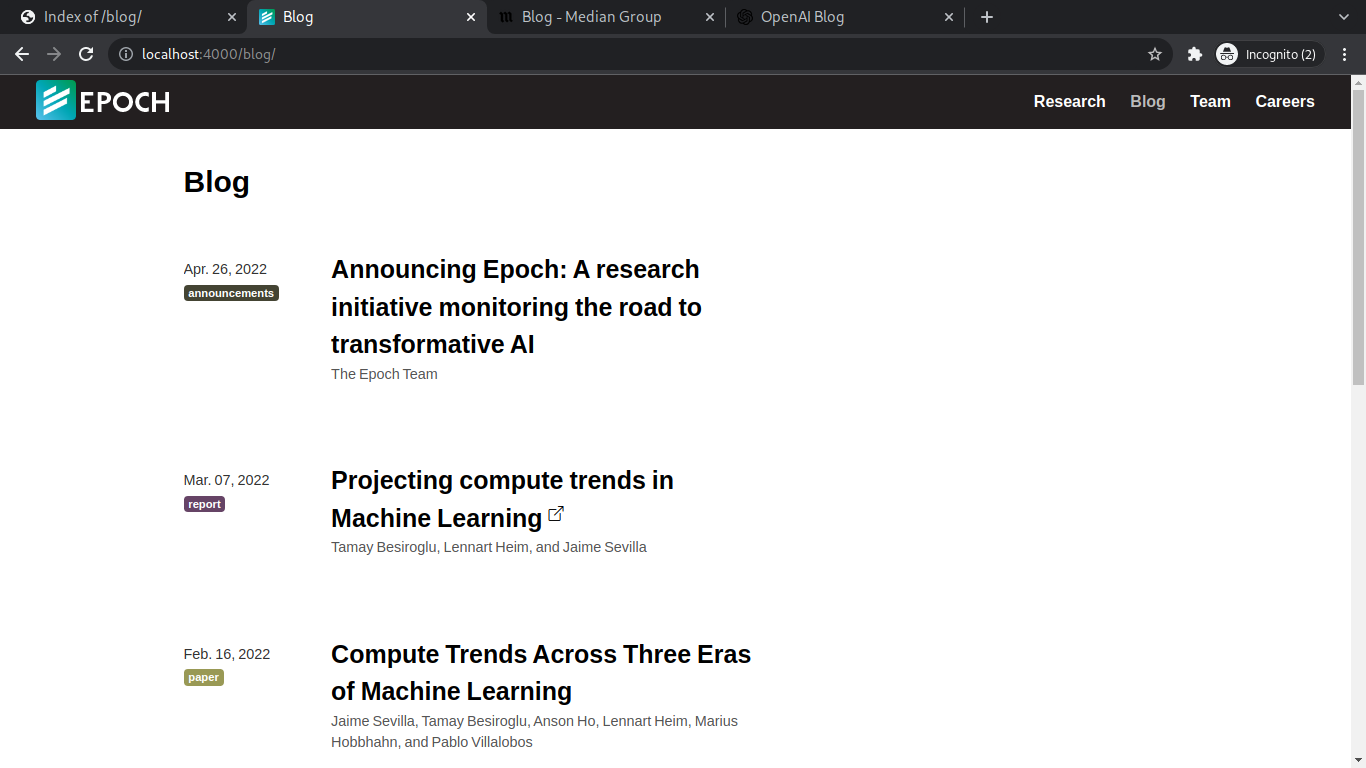 Index of /blog/
Blog
Blog - Median Group
OpenAI Blog
localhost:4000/blog/
Incognito (2)
EPOCH
Research
Blog
Team
Careers
Blog
Apr. 26, 2022
announcements
Announcing Epoch: A research
initiative monitoring the road to
transformative AI
The Epoch Team
Mar. 07, 2022
report
Projecting compute trends in
Machine Learning
Tamay Besiroglu, Lennart Heim, and Jaime Sevilla
Feb. 16, 2022
paper
Compute Trends Across Three Eras
of Machine Learning
Jaime Sevilla, Tamay Besiroglu, Anson Ho, Lennart Heim, Marius
Hobbhahn, and Pablo Villalobos